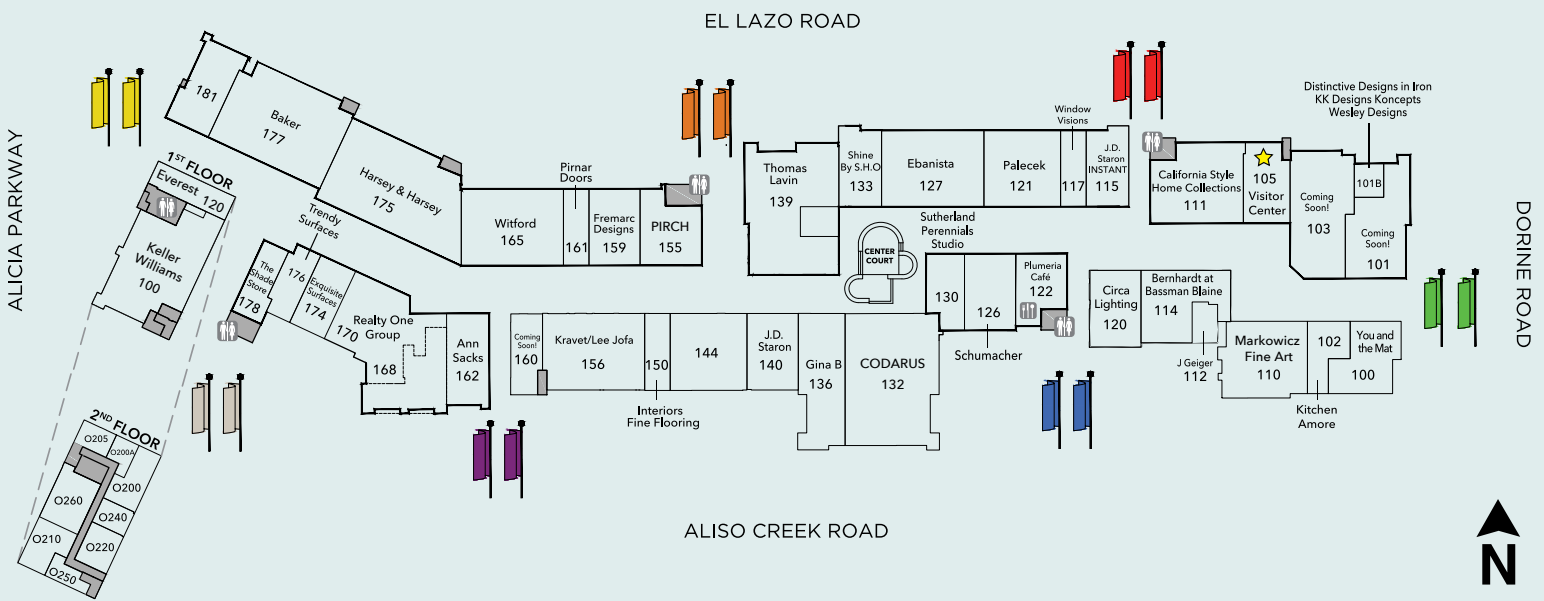 EL LAZO ROAD
ALICIA PARKWAY
DORINE ROAD
ALISO CREEK ROAD
N
181
Baker
177
Harsey & Harsey
175
Witford
165
Pirnar
Doors
161
Fremarc
Designs
159
PIRCH
155
Thomas
Lavin
139
Shine
By S.H.O
133
Ebanista
127
Palecek
121
Window
Visions
117
J.D.
Staron
INSTANT
115
California Style
Home Collections
111
105
Visitor
Center
Coming
Soon!
103
Distinctive Designs in Iron
KK Designs Koncepts
Wesley Designs
101B
Coming
Soon!
101
1ST FLOOR
Everest 120
Keller
Williams
100
2ND FLOOR
O205
O200A
O200
O260
O240
O210
O220
O250
The
Shade
Store
178
Trendy
Surfaces
176
Exquisite
Surfaces
174
170
Realty One
Group
168
Ann
Sacks
162
Coming
Soon!
160
Kravet/Lee Jofa
156
150
Interiors
Fine Flooring
144
J.D.
Staron
140
Gina B
136
CODARUS
132
CENTER
COURT
Sutherland
Perennials
Studio
130
126
Schumacher
Plumeria
Café
122
Circa
Lighting
120
Bernhardt at
Bassman Blaine
114
J Geiger
112
Markowicz
Fine Art
110
102
Kitchen
Amore
You and
the Mat
100